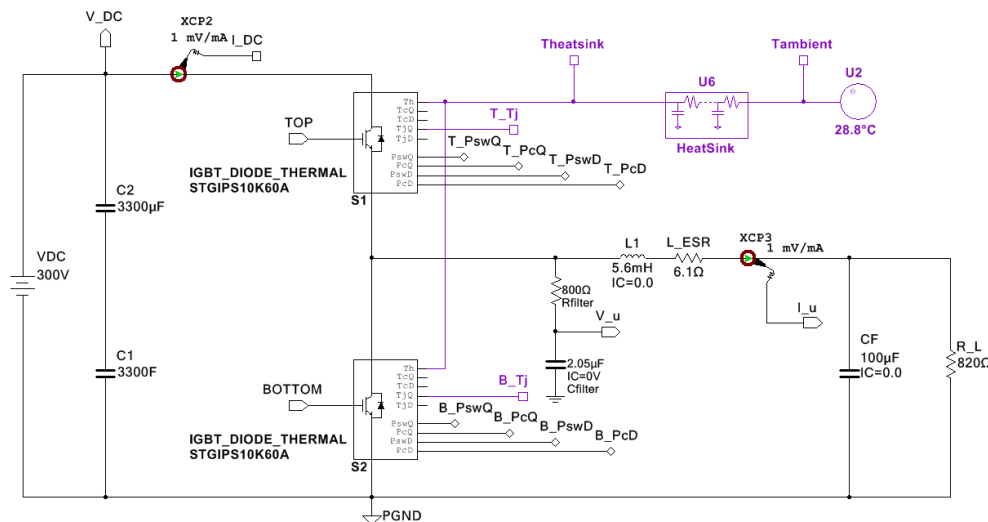 V_DC
XCP2
1 mV/mA
I_DC
Theatsink
Tambient
U6
U2
HeatSink
28.8°C
TOP
Th
TcQ
TcD
TjQ
TjD
PswQ
PcQ
PswD
PcD
T_Tj
T_PswQ
T_PcQ
T_PswD
T_PcD
IGBT_DIODE_THERMAL
STGIPS10K60A
S1
C2
3300µF
VDC
300V
L1
5.6mH
IC=0.0
L_ESR
6.1Ω
XCP3
1 mV/mA
800Ω
Rfilter
V_u
I_u
2.05µF
IC=0V
Cfilter
CF
100µF
IC=0.0
R_L
820Ω
C1
3300F
BOTTOM
Th
TcQ
TcD
TjQ
TjD
PswQ
PcQ
PswD
PcD
B_Tj
B_PswQ
B_PcQ
B_PswD
B_PcD
IGBT_DIODE_THERMAL
STGIPS10K60A
S2
PGND